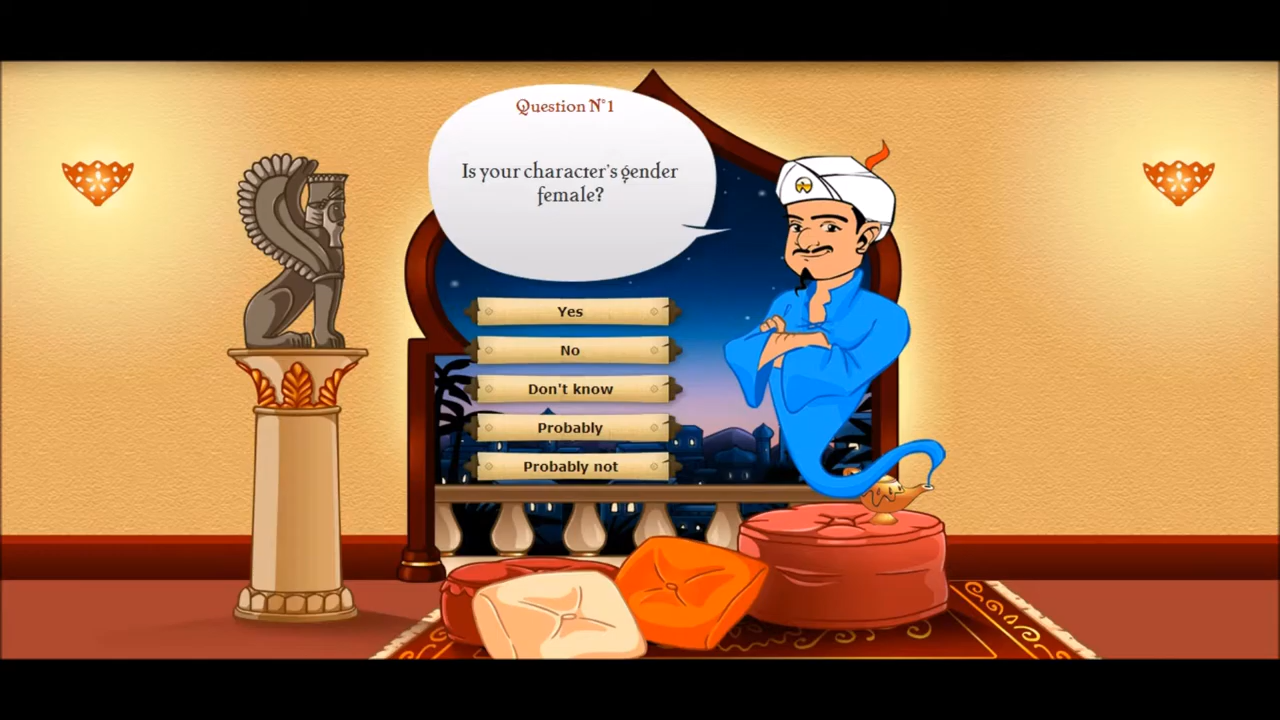 Question N°1
Is your character's gender
female?
Yes
No
Don't know
Probably
Probably not